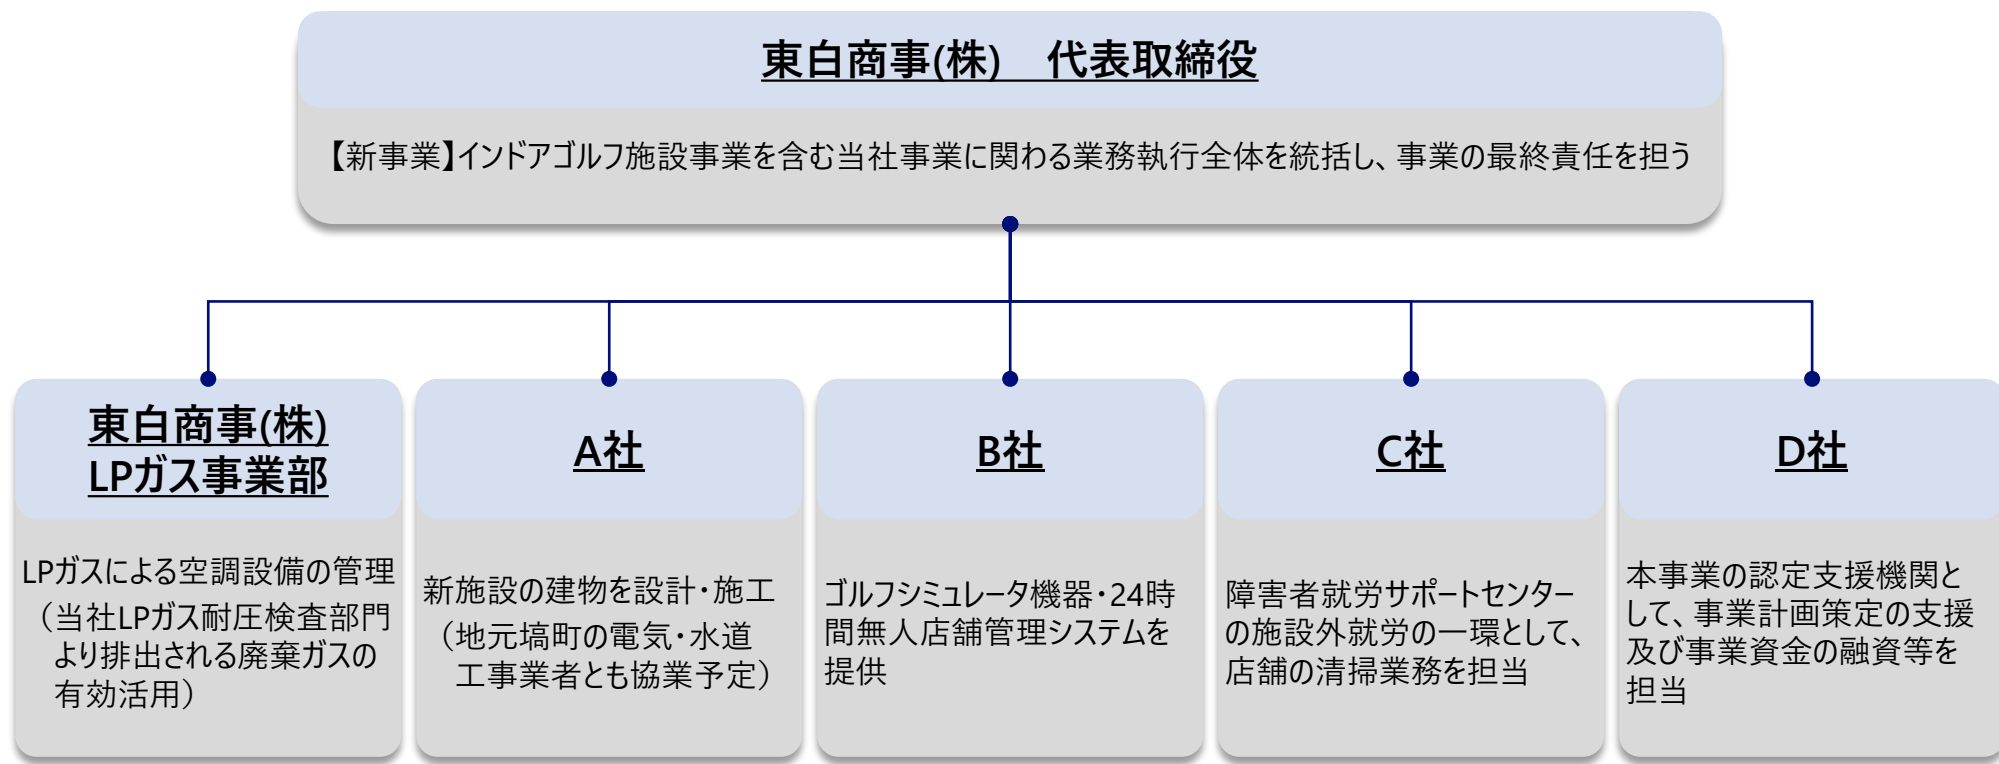 東白商事(株)　代表取締役
【新事業】インドアゴルフ施設事業を含む当社事業に関わる業務執行全体を統括し、事業の最終責任を担う
東白商事(株)
LPガス事業部
LPガスによる空調設備の管理
（当社LPガス耐圧検査部門
より排出される廃棄ガスの
有効活用）
A社
新施設の建物を設計・施工
（地元塙町の電気・水道
工事業者とも協業予定）
B社
ゴルフシミュレータ機器・24時
間無人店舗管理システムを
提供
C社
障害者就労サポートセンター
の施設外就労の一環として、
店舗の清掃業務を担当
D社
本事業の認定支援機関と
して、事業計画策定の支援
及び事業資金の融資等を
担当